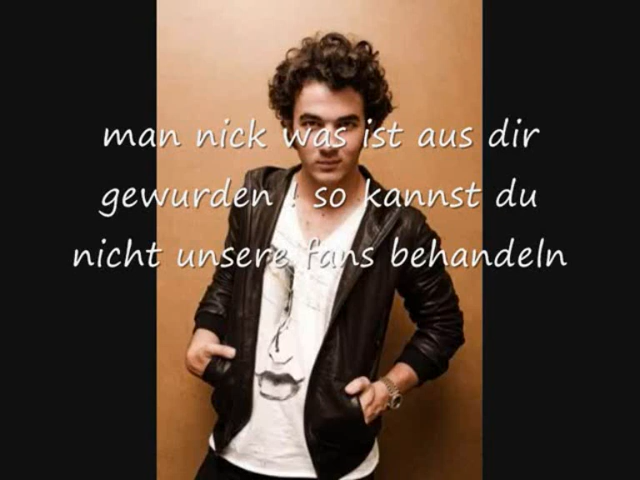 man nick was ist aus dir
gewurden ! so kannst du
nicht unsere fans behandeln